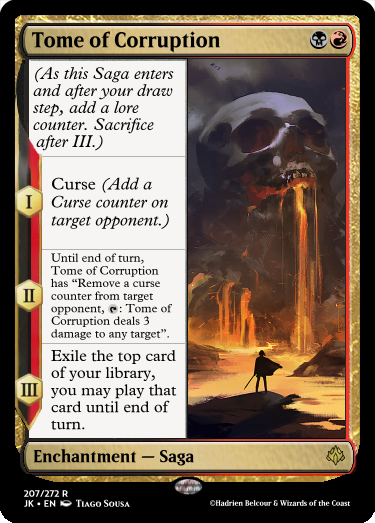 Tome of Corruption
(As this Saga enters
and after your draw
step, add a lore
counter. Sacrifice
after III.)
I
Curse (Add a
Curse counter on
target opponent.)
II
Until end of turn,
Tome of Corruption
has “Remove a curse
counter from target
opponent, : Tome of
Corruption deals 3
damage to any target”.
III
Exile the top card
of your library,
you may play that
card until end of
turn.
Enchantment — Saga
207/272 R
JK • EN Tiago Sousa
©Hadrien Belcour & Wizards of the Coast